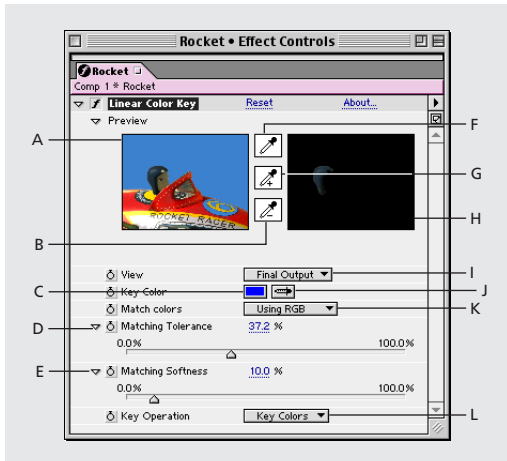 Rocket • Effect Controls
Rocket
Comp 1 * Rocket
Linear Color Key Reset About...
Preview
A
F
G
ROCKET RACER
H
B
View Final Output
I
C
Key Color
J
Match colors Using RGB
K
D
Matching Tolerance 37.2 %
0.0% 100.0%
E
Matching Softness 10.0 %
0.0% 100.0%
Key Operation Key Colors
L